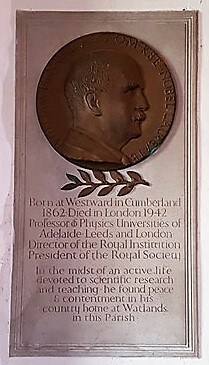 Born at Westward in Cumberland
1862·Died in London 1942
Professor of Physics Universities of
Adelaide·Leeds and London
Director of the Royal Institution
President of the Royal Society
In the midst of an active life
devoted to scientific research
and teaching·he found peace
& contentment in his
country home at Watlands
in this Parish